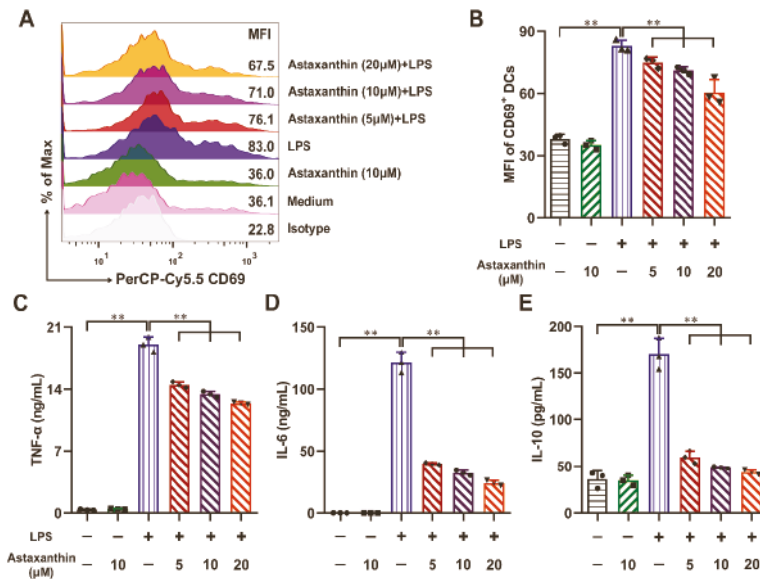 A
MFI
67.5 Astaxanthin (20μM)+LPS
71.0 Astaxanthin (10μM)+LPS
76.1 Astaxanthin (5μM)+LPS
83.0 LPS
36.0 Astaxanthin (10μM)
36.1 Medium
22.8 Isotype
% of Max
10¹ 10² 10³
PerCP-Cy5.5 CD69
B
** **
MFI of CD69⁺ DCs
90
60
30
0
LPS − − + + + +
Astaxanthin (μM) − 10 − 5 10 20
C
** **
TNF-α (ng/mL)
21
14
7
0
LPS − − + + + +
Astaxanthin (μM) − 10 − 5 10 20
D
** **
IL-6 (ng/mL)
150
100
50
0
− − + + + +
− 10 − 5 10 20
E
** **
IL-10 (pg/mL)
200
150
100
50
0
− − + + + +
− 10 − 5 10 20